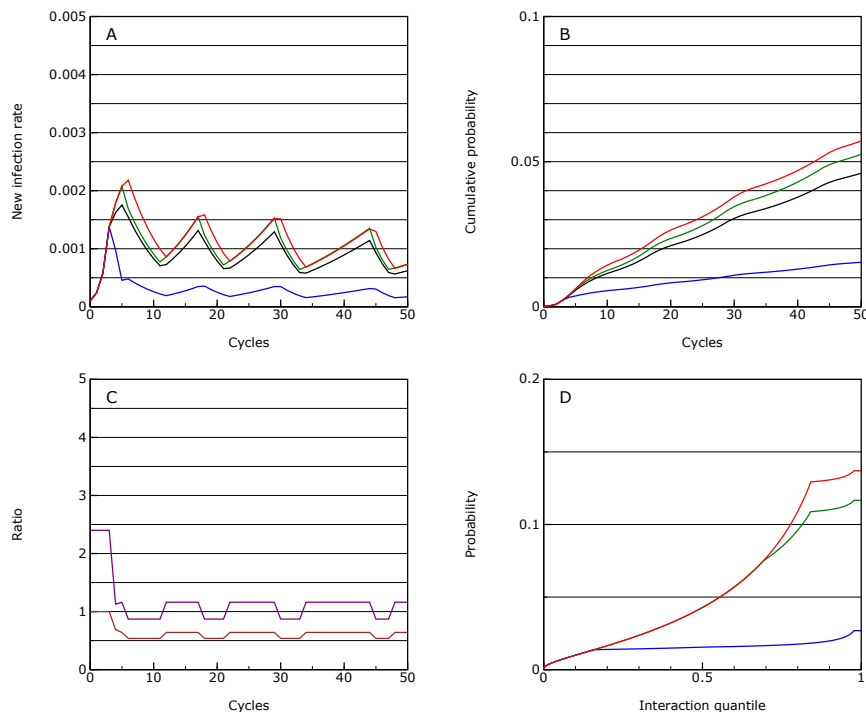 A
New infection rate
0.005
0.004
0.003
0.002
0.001
0
0 10 20 30 40 50
Cycles
B
Cumulative probability
0.1
0.05
0
0 10 20 30 40 50
Cycles
C
Ratio
5
4
3
2
1
0
0 10 20 30 40 50
Cycles
D
Probability
0.2
0.1
0
0 0.5 1
Interaction quantile